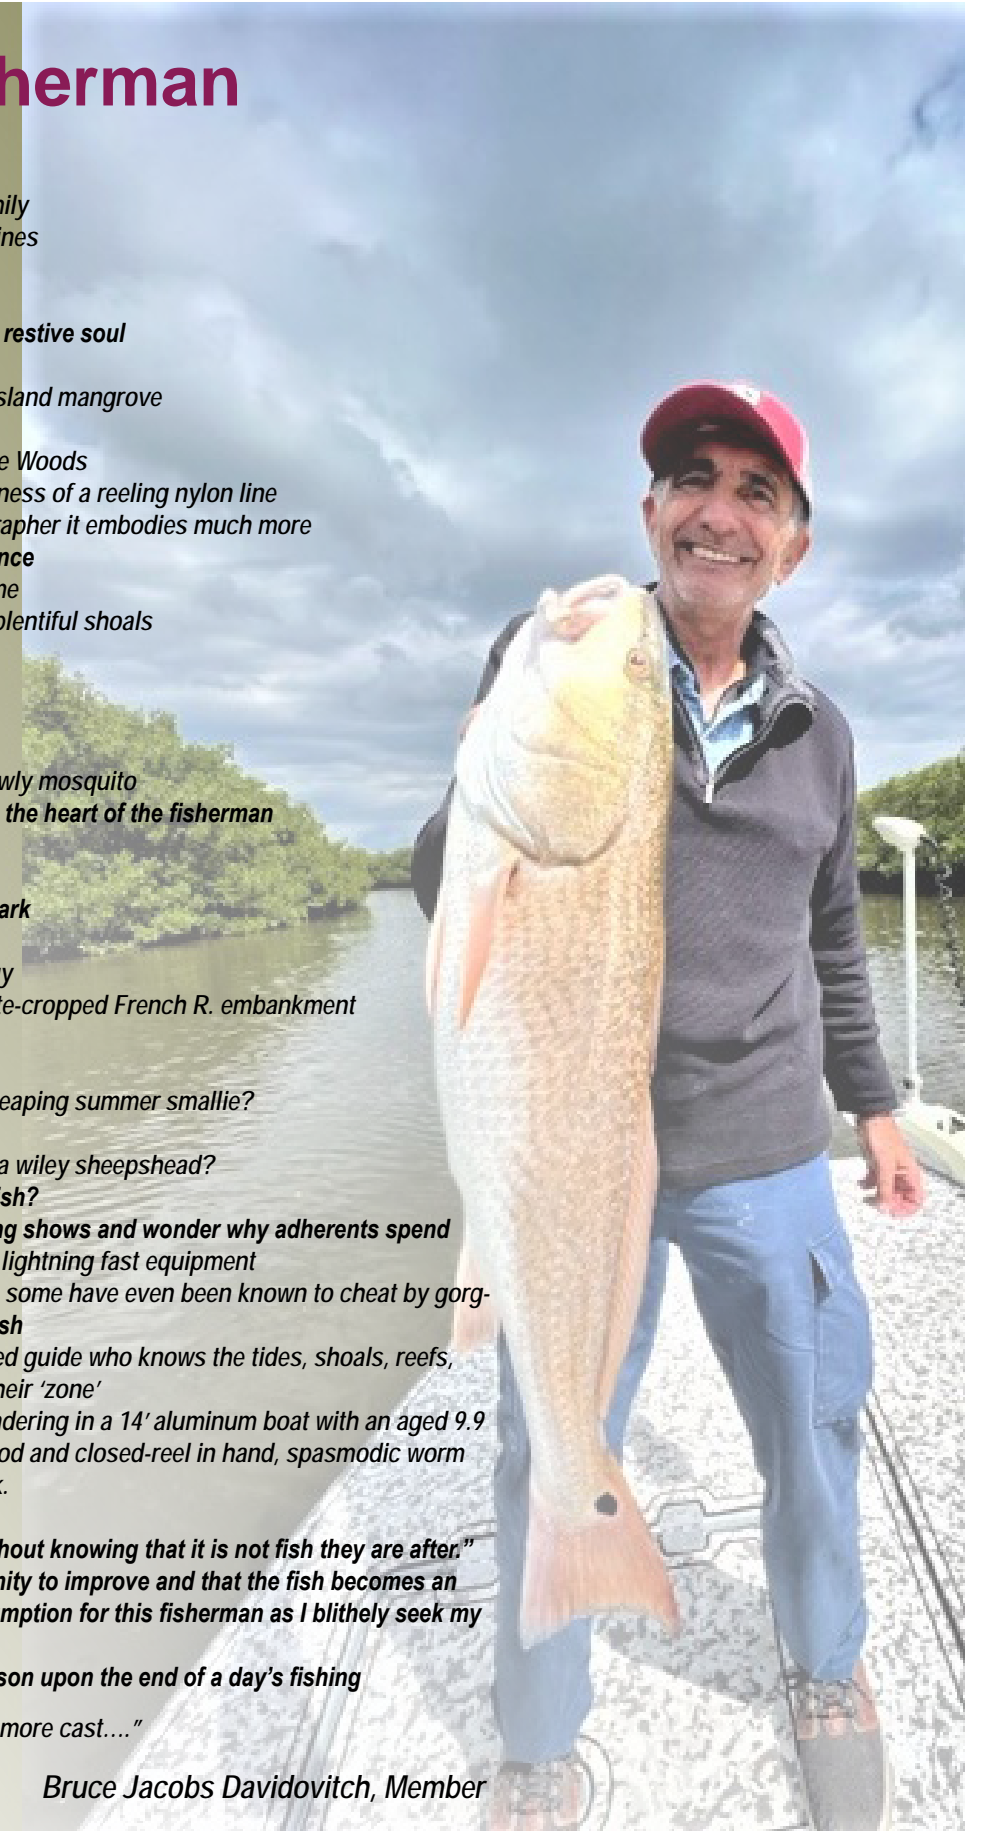 herman
nily
ines
restive soul
sland mangrove
e Woods
ness of a reeling nylon line
rapher it embodies much more
nce
ne
plentiful shoals
wly mosquito
the heart of the fisherman
ark
y
te-cropped French R. embankment
eaping summer smallie?
a wiley sheepshead?
ish?
ng shows and wonder why adherents spend
lightning fast equipment
some have even been known to cheat by gorg-
sh
ed guide who knows the tides, shoals, reefs,
heir ‘zone’
ndering in a 14’ aluminum boat with an aged 9.9
od and closed-reel in hand, spasmodic worm
k.
hout knowing that it is not fish they are after.”
nity to improve and that the fish becomes an
mption for this fisherman as I blithely seek my
son upon the end of a day’s fishing
more cast….”
Bruce Jacobs Davidovitch, Member